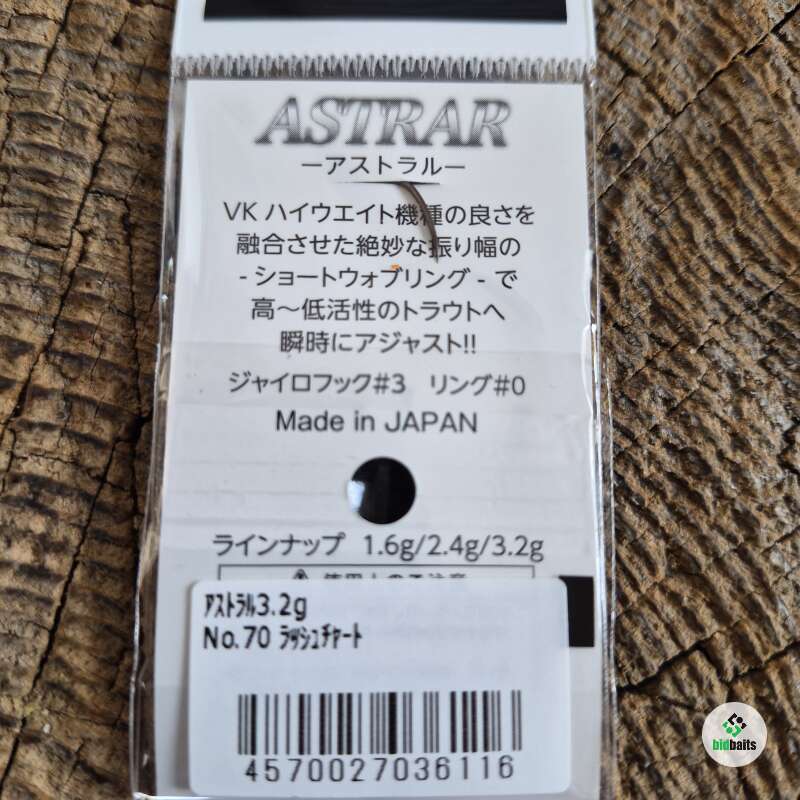 ASTRAR
ーアストラルー
VK ハイウエイト機種の良さを
融合させた絶妙な振り幅の
- ショートウォブリング - で
高〜低活性のトラウトへ
瞬時にアジャスト!!
ジャイロフック#3 リング#0
Made in JAPAN
ラインナップ 1.6g/2.4g/3.2g
ｱｽﾄﾗﾙ3.2g
No.70 ﾗｯｼｭﾁｬｰﾄ
4570027036116
bidbaits